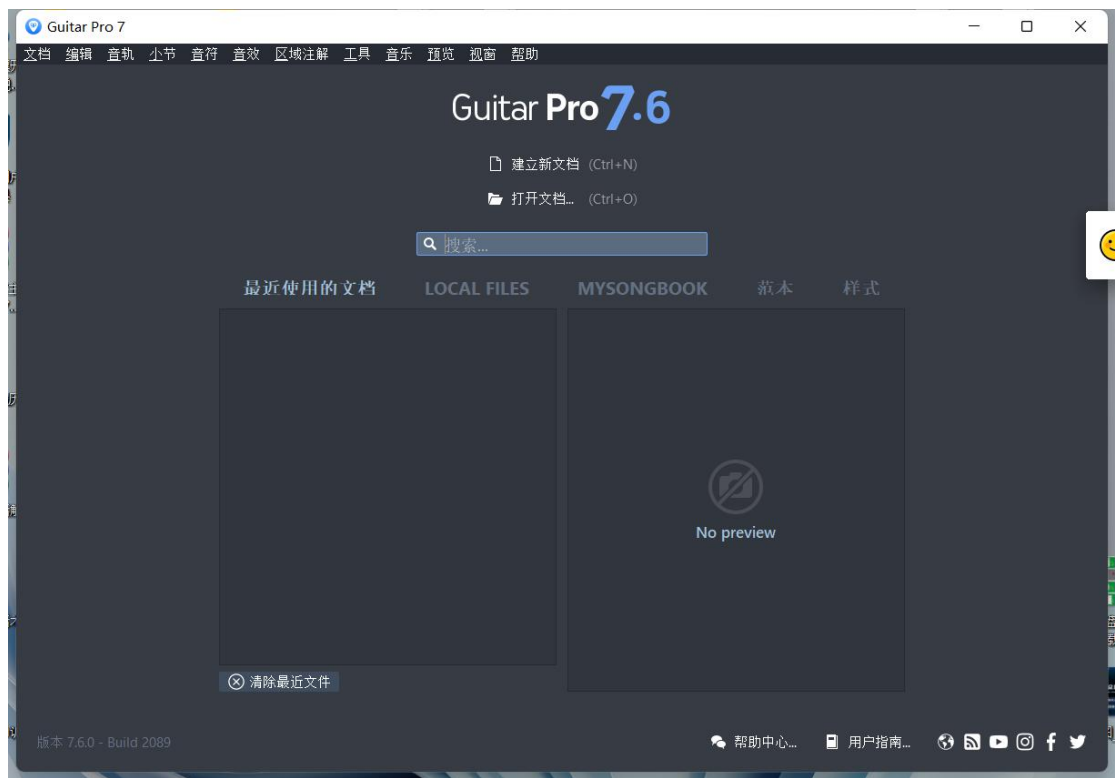 Guitar Pro 7
文档 编辑 音轨 小节 音符 音效 区域注解 工具 音乐 预览 视窗 帮助
Guitar Pro 7.6
建立新文档 (Ctrl+N)
打开文档... (Ctrl+O)
搜索...
最近使用的文档 LOCAL FILES MYSONGBOOK 范本 样式
No preview
清除最近文件
版本 7.6.0 - Build 2089 帮助中心... 用户指南...